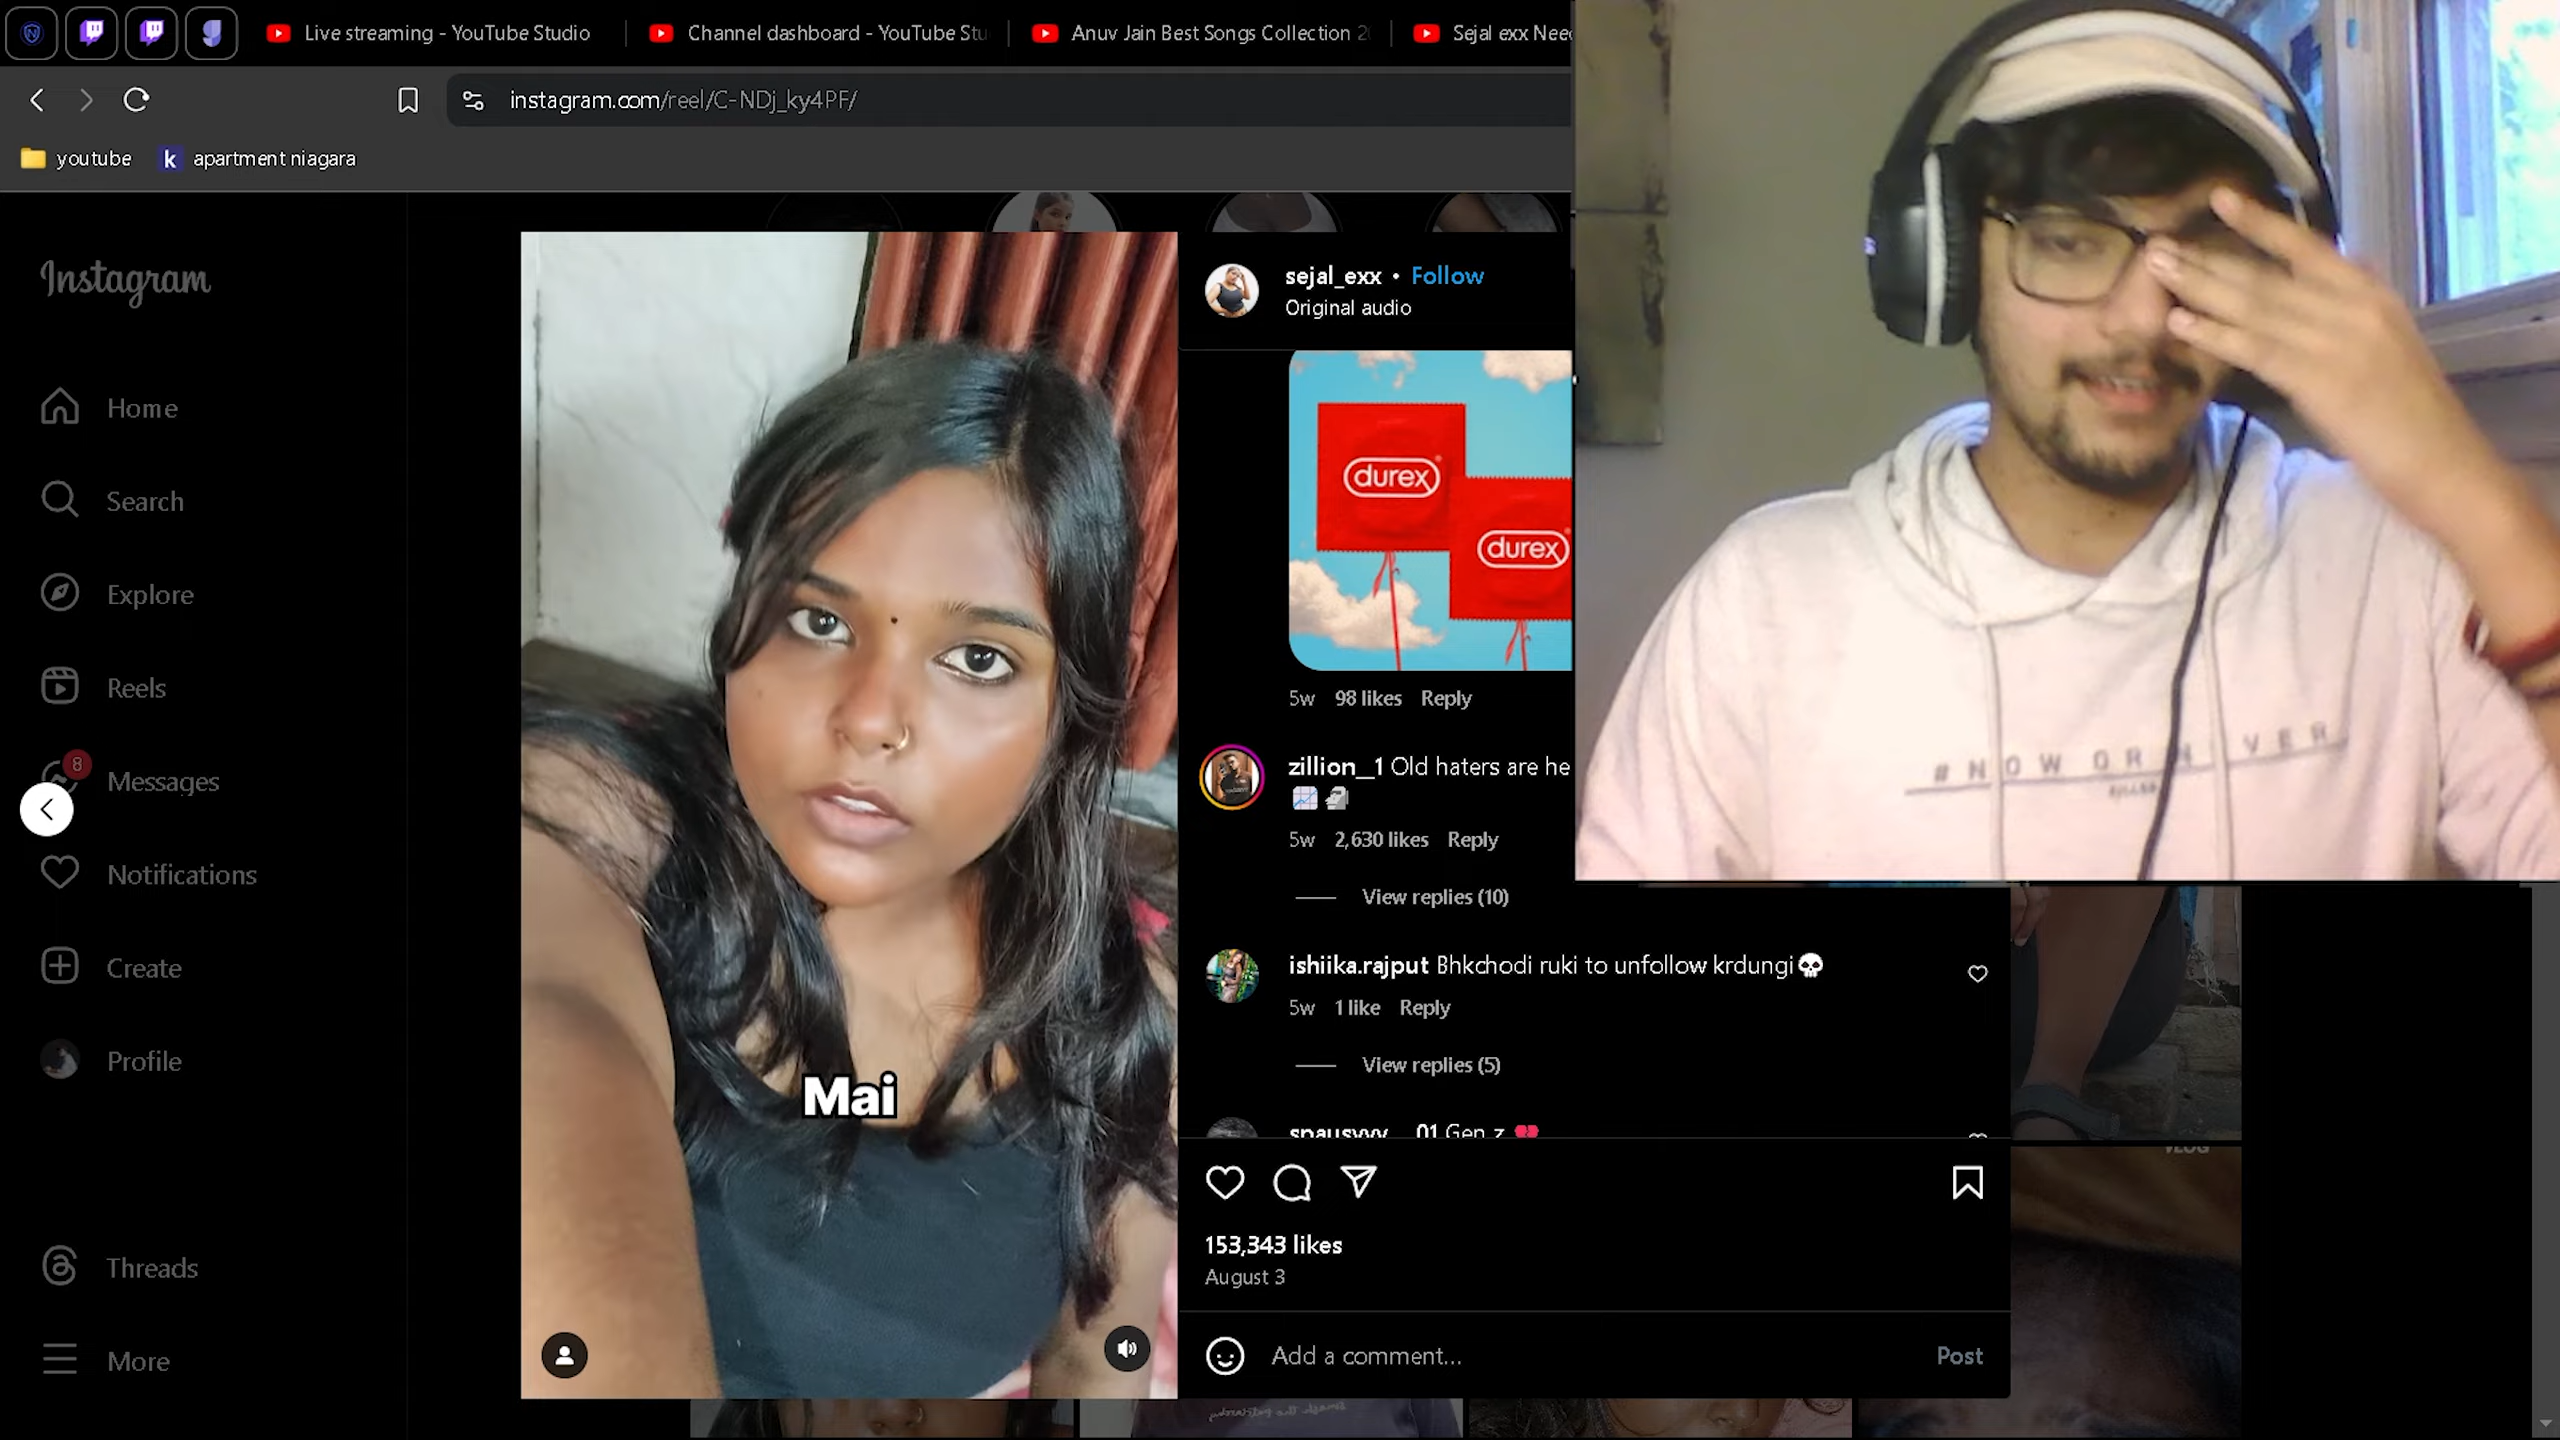 Live streaming - YouTube Studio
Channel dashboard - YouTube Stu
Anuv Jain Best Songs Collection 2
Sejal exx Nee
instagram.com/reel/C-NDj_ky4PF/
youtube
k apartment niagara
Instagram
Home
Search
Explore
Reels
8
Messages
Notifications
Create
Profile
Threads
More
Mai
sejal_exx • Follow
Original audio
durex
durex
5w 98 likes Reply
zillion__1 Old haters are he
5w 2,630 likes Reply
View replies (10)
ishiika.rajput Bhkchodi ruki to unfollow krdungi💀
5w 1 like Reply
View replies (5)
01 Gen z 💔
153,343 likes
August 3
Add a comment...
Post
# N O W O R N V E R
VLOG